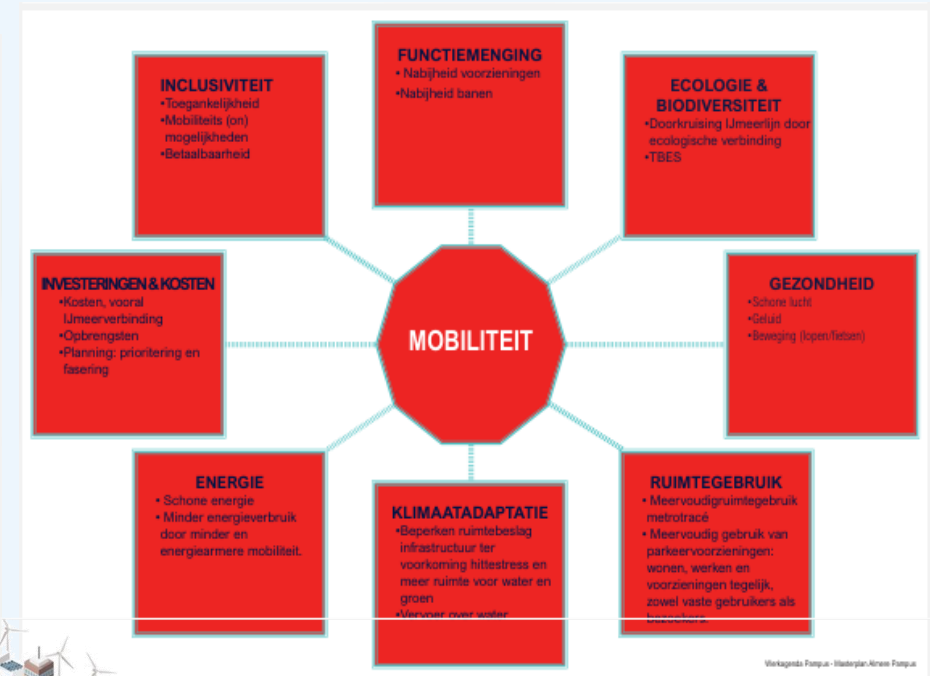 FUNCTIEMENGING
• Nabijheid voorzieningen
•Nabijheid banen
INCLUSIVITEIT
•Toegankelijkheid
•Mobiliteits (on)
mogelijkheden
•Betaalbaarheid
ECOLOGIE &
BIODIVERSITEIT
•Doorkruising IJmeerlijn door
ecologische verbinding
•TBES
INVESTERINGEN & KOSTEN
•Kosten, vooral
IJmeerverbinding
•Opbrengsten
•Planning: prioritering en
fasering
MOBILITEIT
GEZONDHEID
•Schone lucht
•Geluid
•Beweging (lopen/fietsen)
ENERGIE
• Schone energie
• Minder energieverbruik
door minder en
energiearmere mobiliteit.
KLIMAATADAPTATIE
•Beperken ruimtebeslag
infrastructuur ter
voorkoming hittestress en
meer ruimte voor water en
groen
•Vervoer over water
RUIMTEGEBRUIK
• Meervoudigruimtegebruik
metrotracé
• Meervoudig gebruik van
parkeervoorzieningen:
wonen, werken en
voorzieningen tegelijk,
zowel vaste gebruikers als
bezoekers.
Werkagenda Pampus - Masterplan Almere Pampus